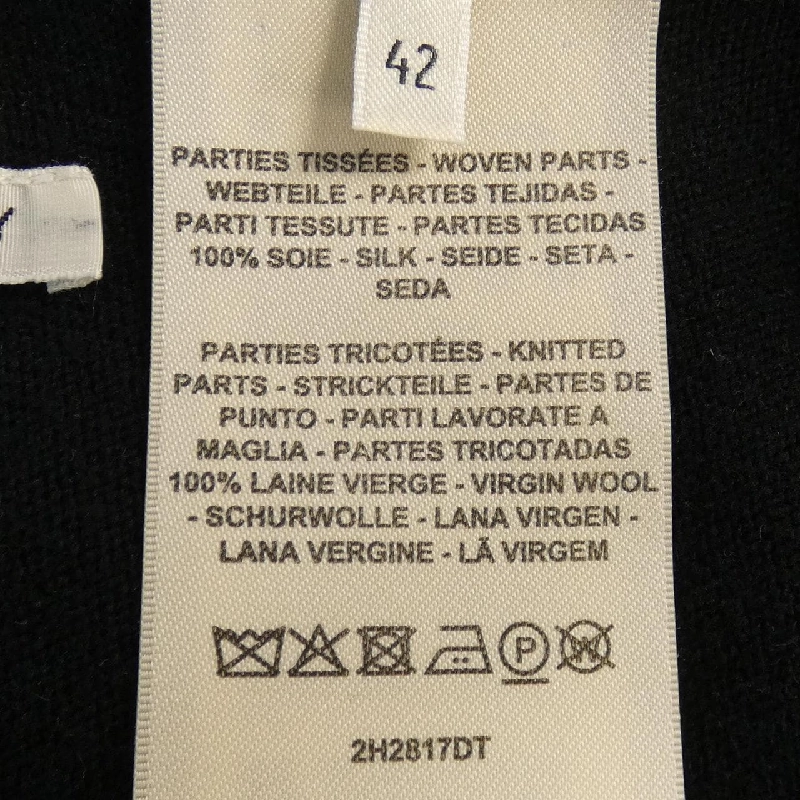 42
PARTIES TISSÉES - WOVEN PARTS -
WEBTEILE - PARTES TEJIDAS -
PARTI TESSUTE - PARTES TECIDAS
100% SOIE - SILK - SEIDE - SETA -
SEDA
PARTIES TRICOTÉES - KNITTED
PARTS - STRICKTEILE - PARTES DE
PUNTO - PARTI LAVORATE A
MAGLIA - PARTES TRICOTADAS
100% LAINE VIERGE - VIRGIN WOOL
- SCHURWOLLE - LANA VIRGEN -
LANA VERGINE - LÃ VIRGEM
P W
2H2817DT